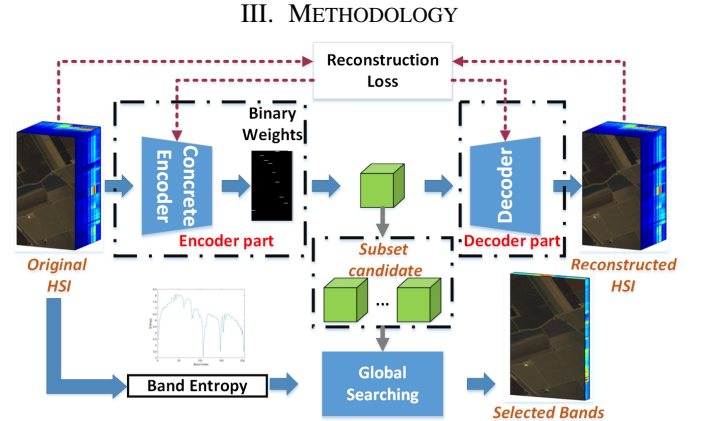 III. METHODOLOGY
Reconstruction
Loss
Binary
Weights
Concrete
Encoder
Decoder
Encoder part
Decoder part
Original
HSI
Subset
candidate
...
Reconstructed
HSI
Band Entropy
Global
Searching
Selected Bands